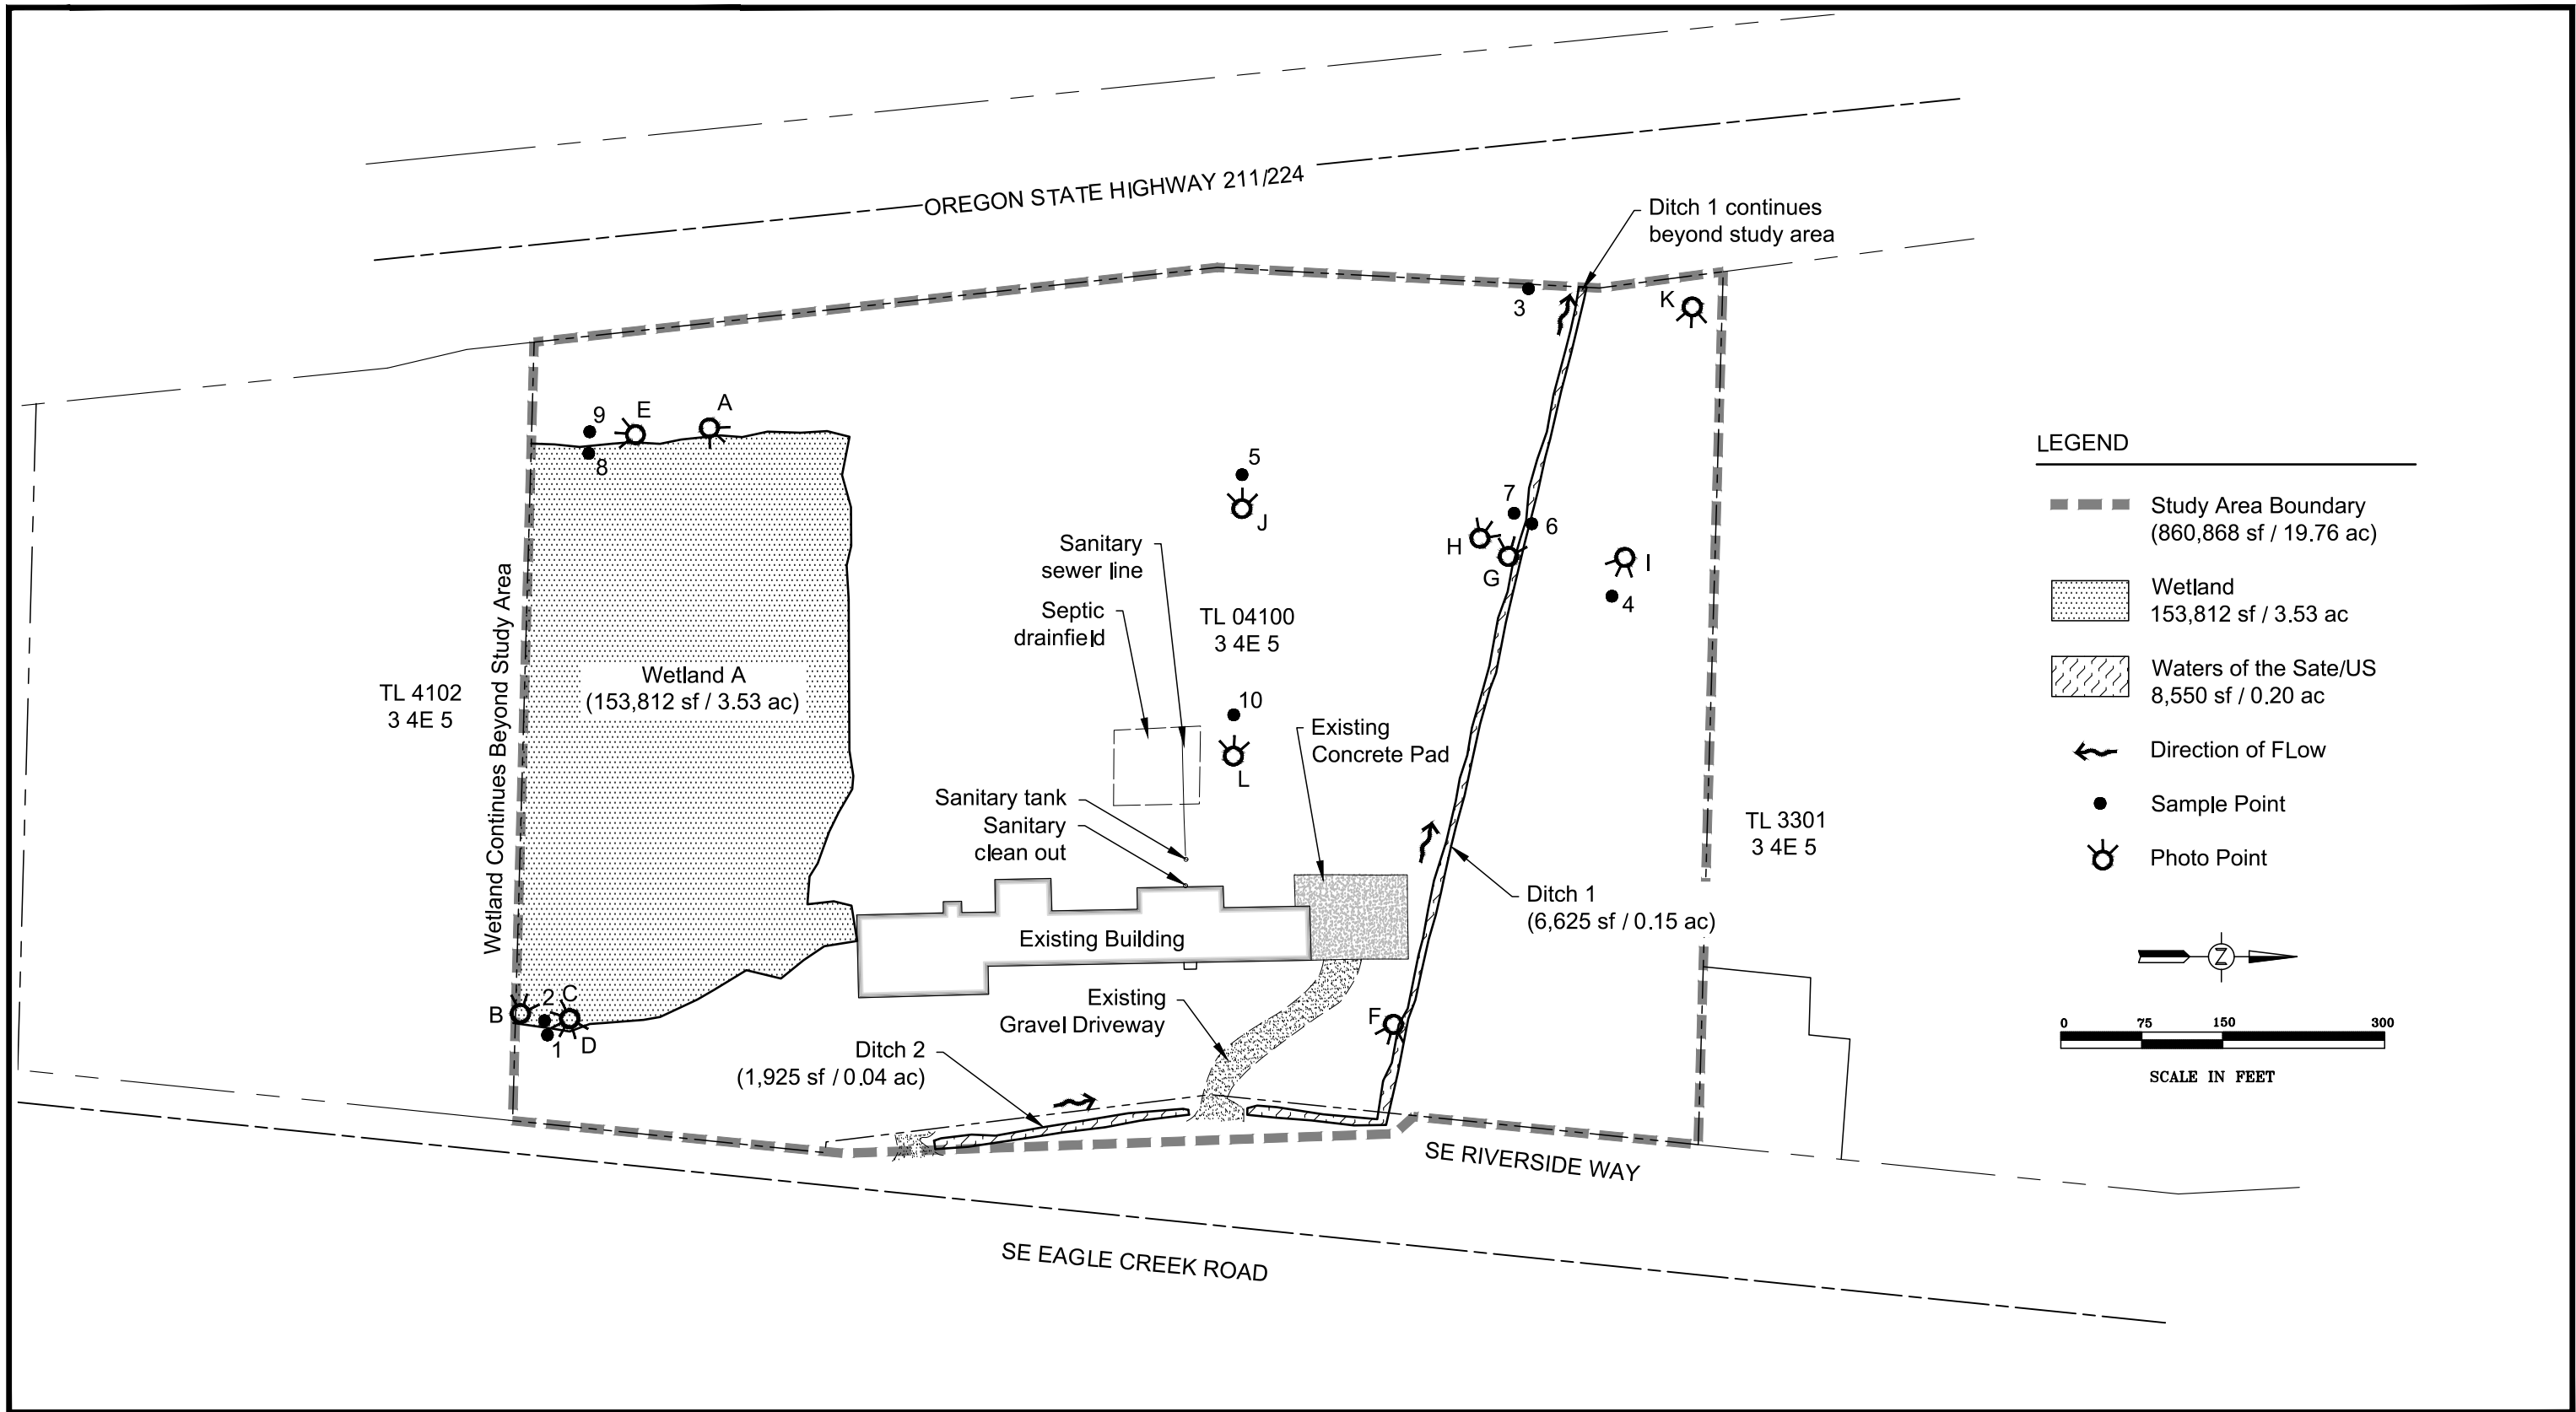 OREGON STATE HIGHWAY 211/224
Ditch 1 continues
beyond study area
3
K
9
E
A
8
5
J
7
6
H
G
I
4
Sanitary
sewer line
Septic
drainfield
TL 04100
3 4E 5
Wetland Continues Beyond Study Area
TL 4102
3 4E 5
Wetland A
(153,812 sf / 3.53 ac)
10
L
Existing
Concrete Pad
Sanitary tank
Sanitary
clean out
TL 3301
3 4E 5
Ditch 1
(6,625 sf / 0.15 ac)
Existing Building
B
2
C
1
D
Existing
Gravel Driveway
F
Ditch 2
(1,925 sf / 0.04 ac)
SE RIVERSIDE WAY
SE EAGLE CREEK ROAD
LEGEND
Study Area Boundary
(860,868 sf / 19.76 ac)
Wetland
153,812 sf / 3.53 ac
Waters of the Sate/US
8,550 sf / 0.20 ac
Direction of FLow
Sample Point
Photo Point
N
0 75 150 300
SCALE IN FEET